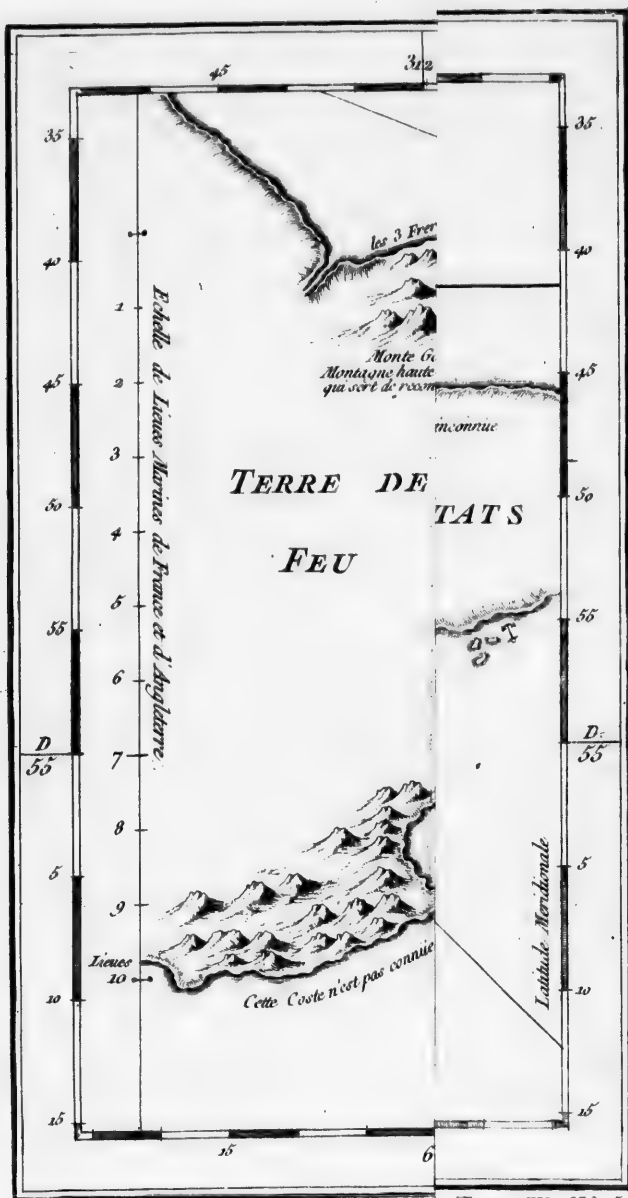 45
312
35
40
45
50
55
D
55
5
10
15
Echelle de Lieues Marines de France et d'Angleterre
1
2
3
4
5
6
7
8
9
Lieues
10
les 3 Frer
Monte G
Montagne haute
qui sert de recon
TERRE DE
FEU
Cette Coste n'est pas connüe
15
6
inconnue
TATS
35
40
45
50
55
D
55
5
10
15
Latitude Meridionale